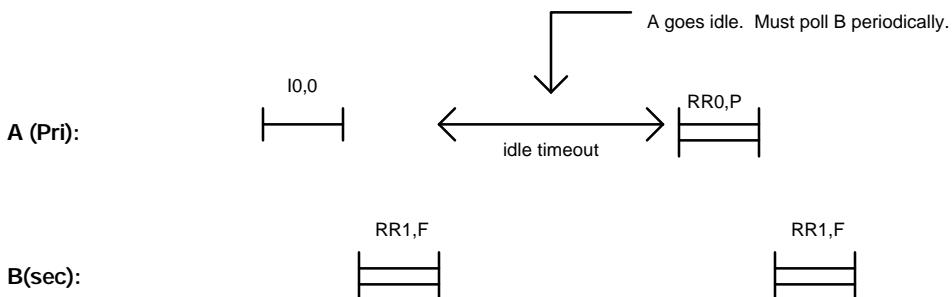 A goes idle.  Must poll B periodically.
I0,0
RR0,P
A (Pri):
idle timeout
RR1,F
RR1,F
B(sec):